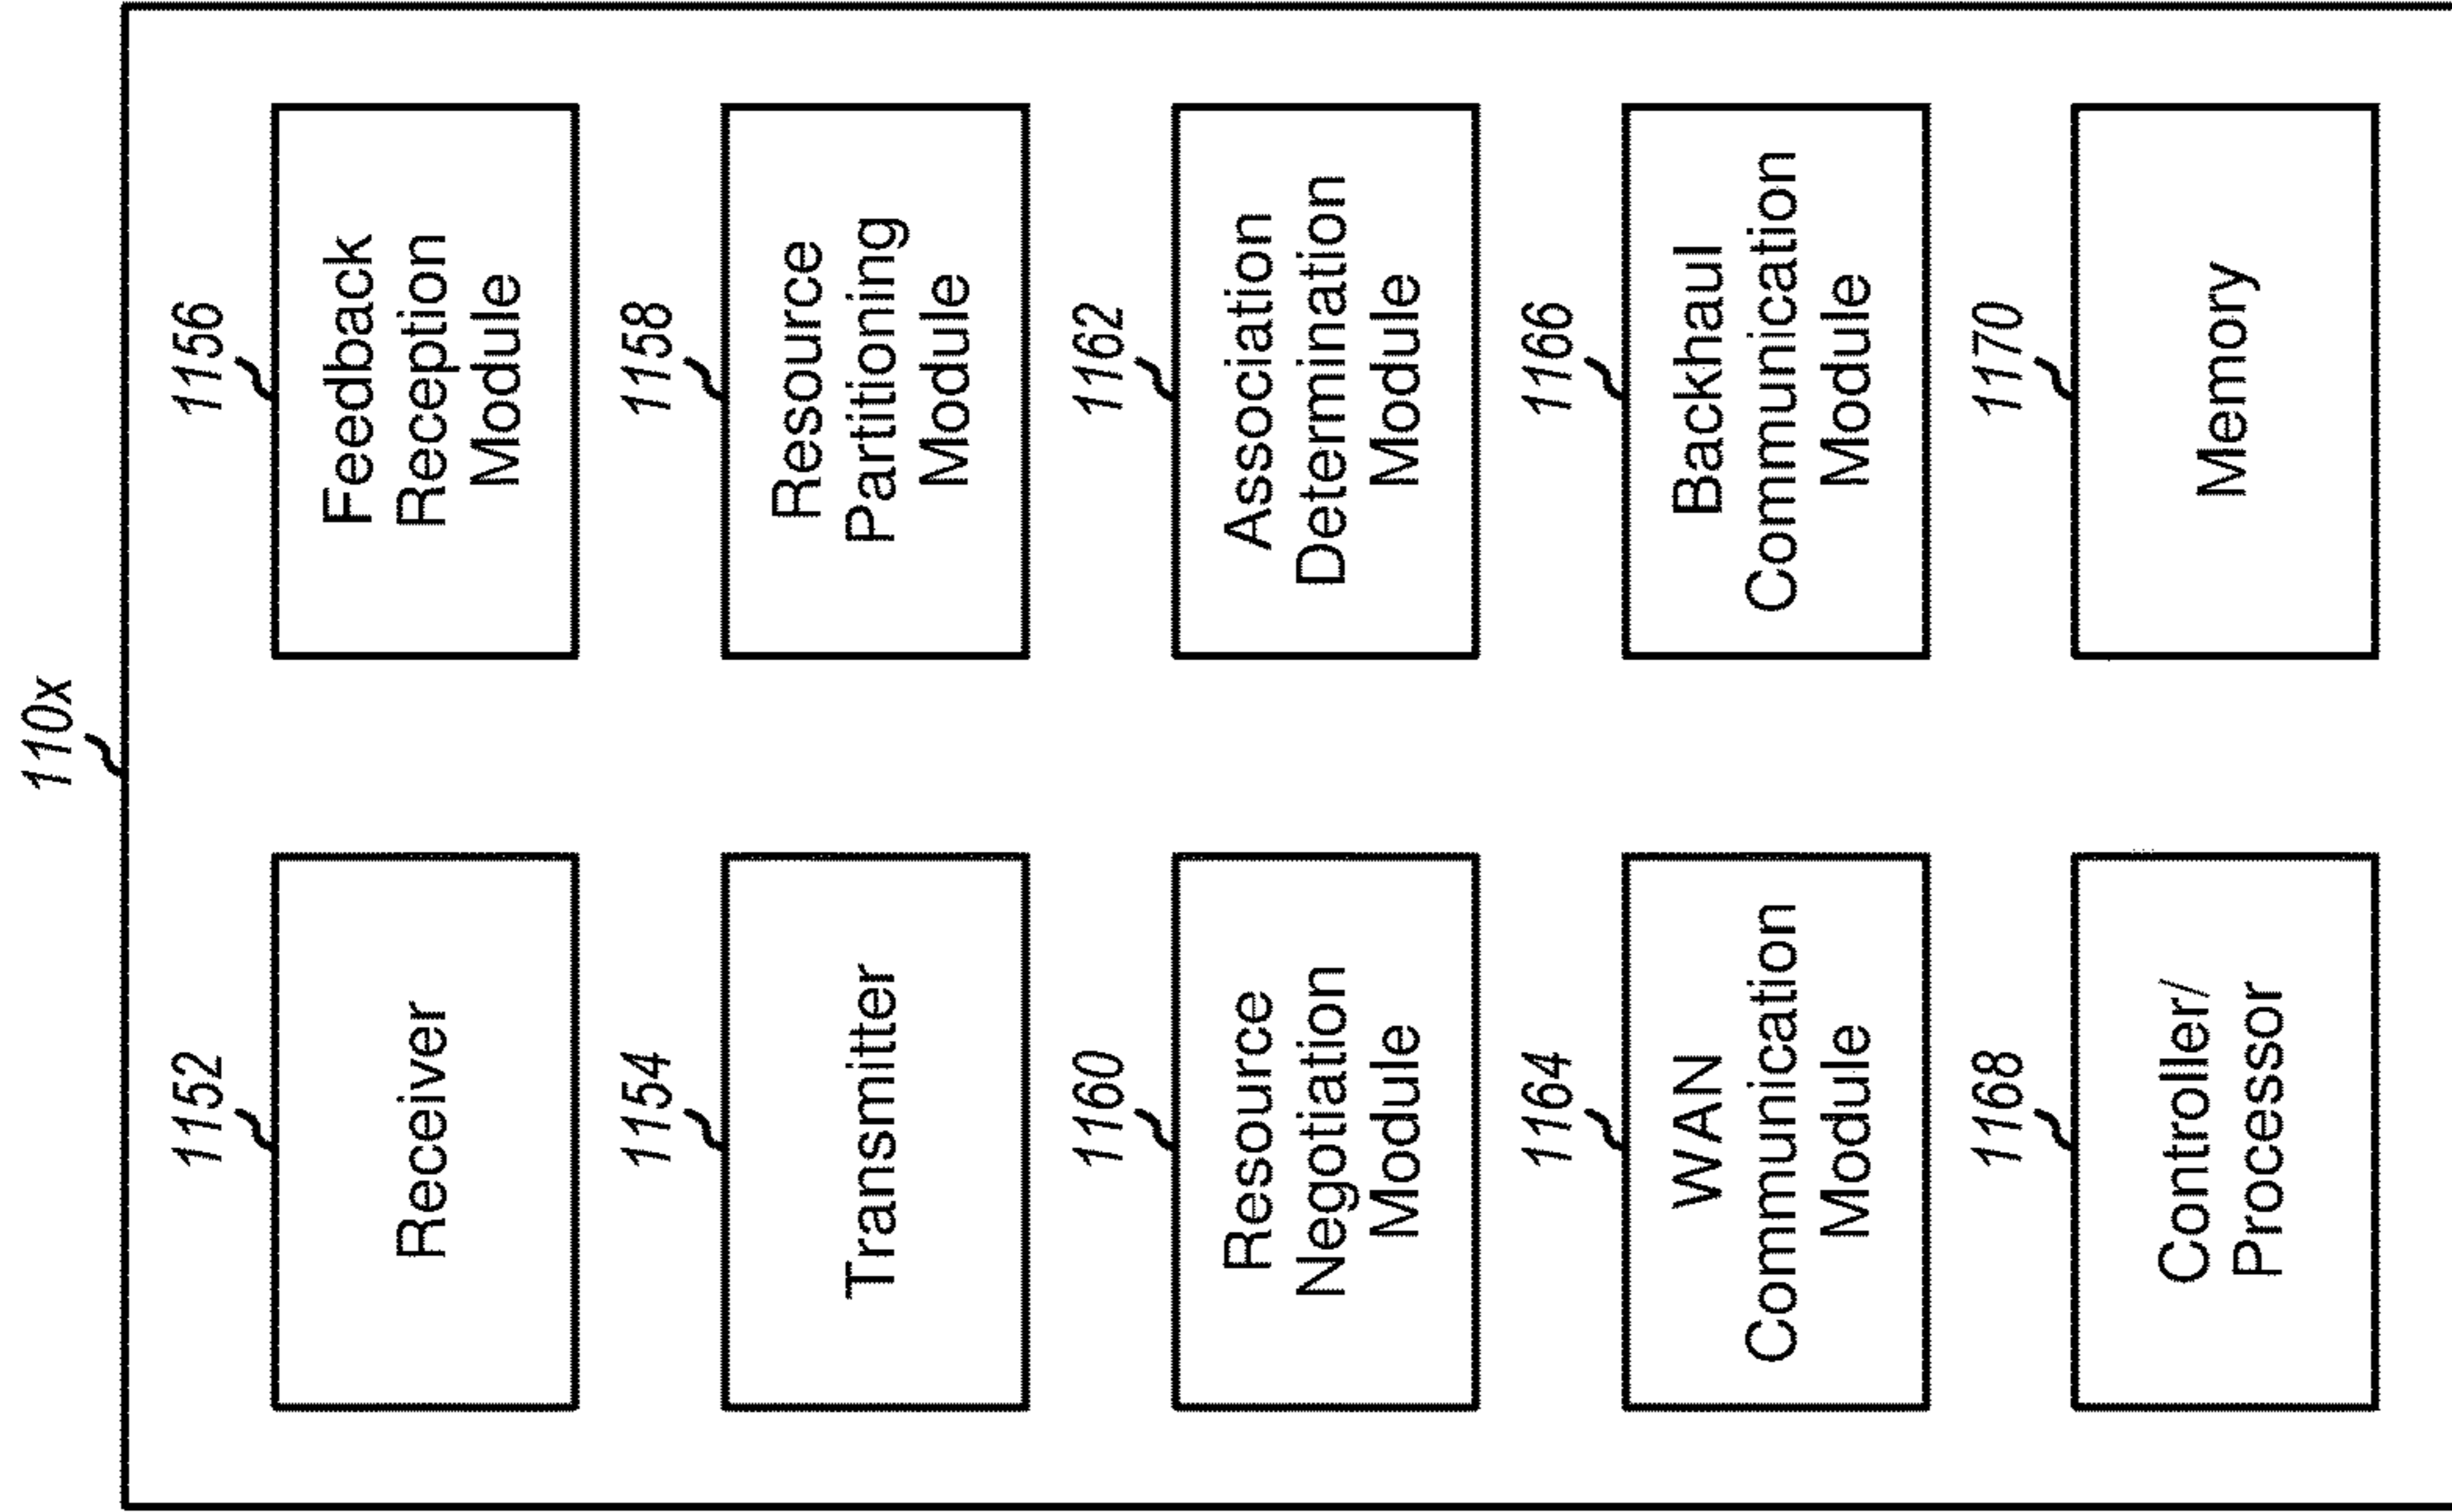 110x
1152
Receiver
1156
Feedback
Reception
Module
1154
Transmitter
1158
Resource
Partitioning
Module
1160
Resource
Negotiation
Module
1162
Association
Determination
Module
1164
WAN
Communication
Module
1166
Backhaul
Communication
Module
1168
Controller/
Processor
1170
Memory